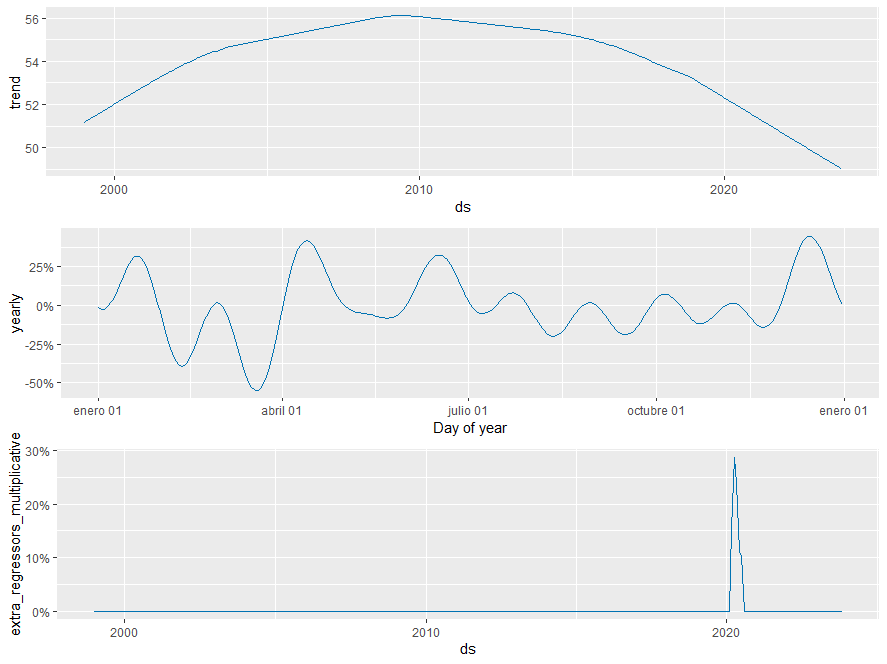 56
54
52
50
trend
2000 2010 2020
ds
25%
0%
-25%
-50%
yearly
enero 01 abril 01 julio 01 octubre 01 enero 01
Day of year
30%
20%
10%
0%
extra_regressors_multiplicative
2000 2010 2020
ds